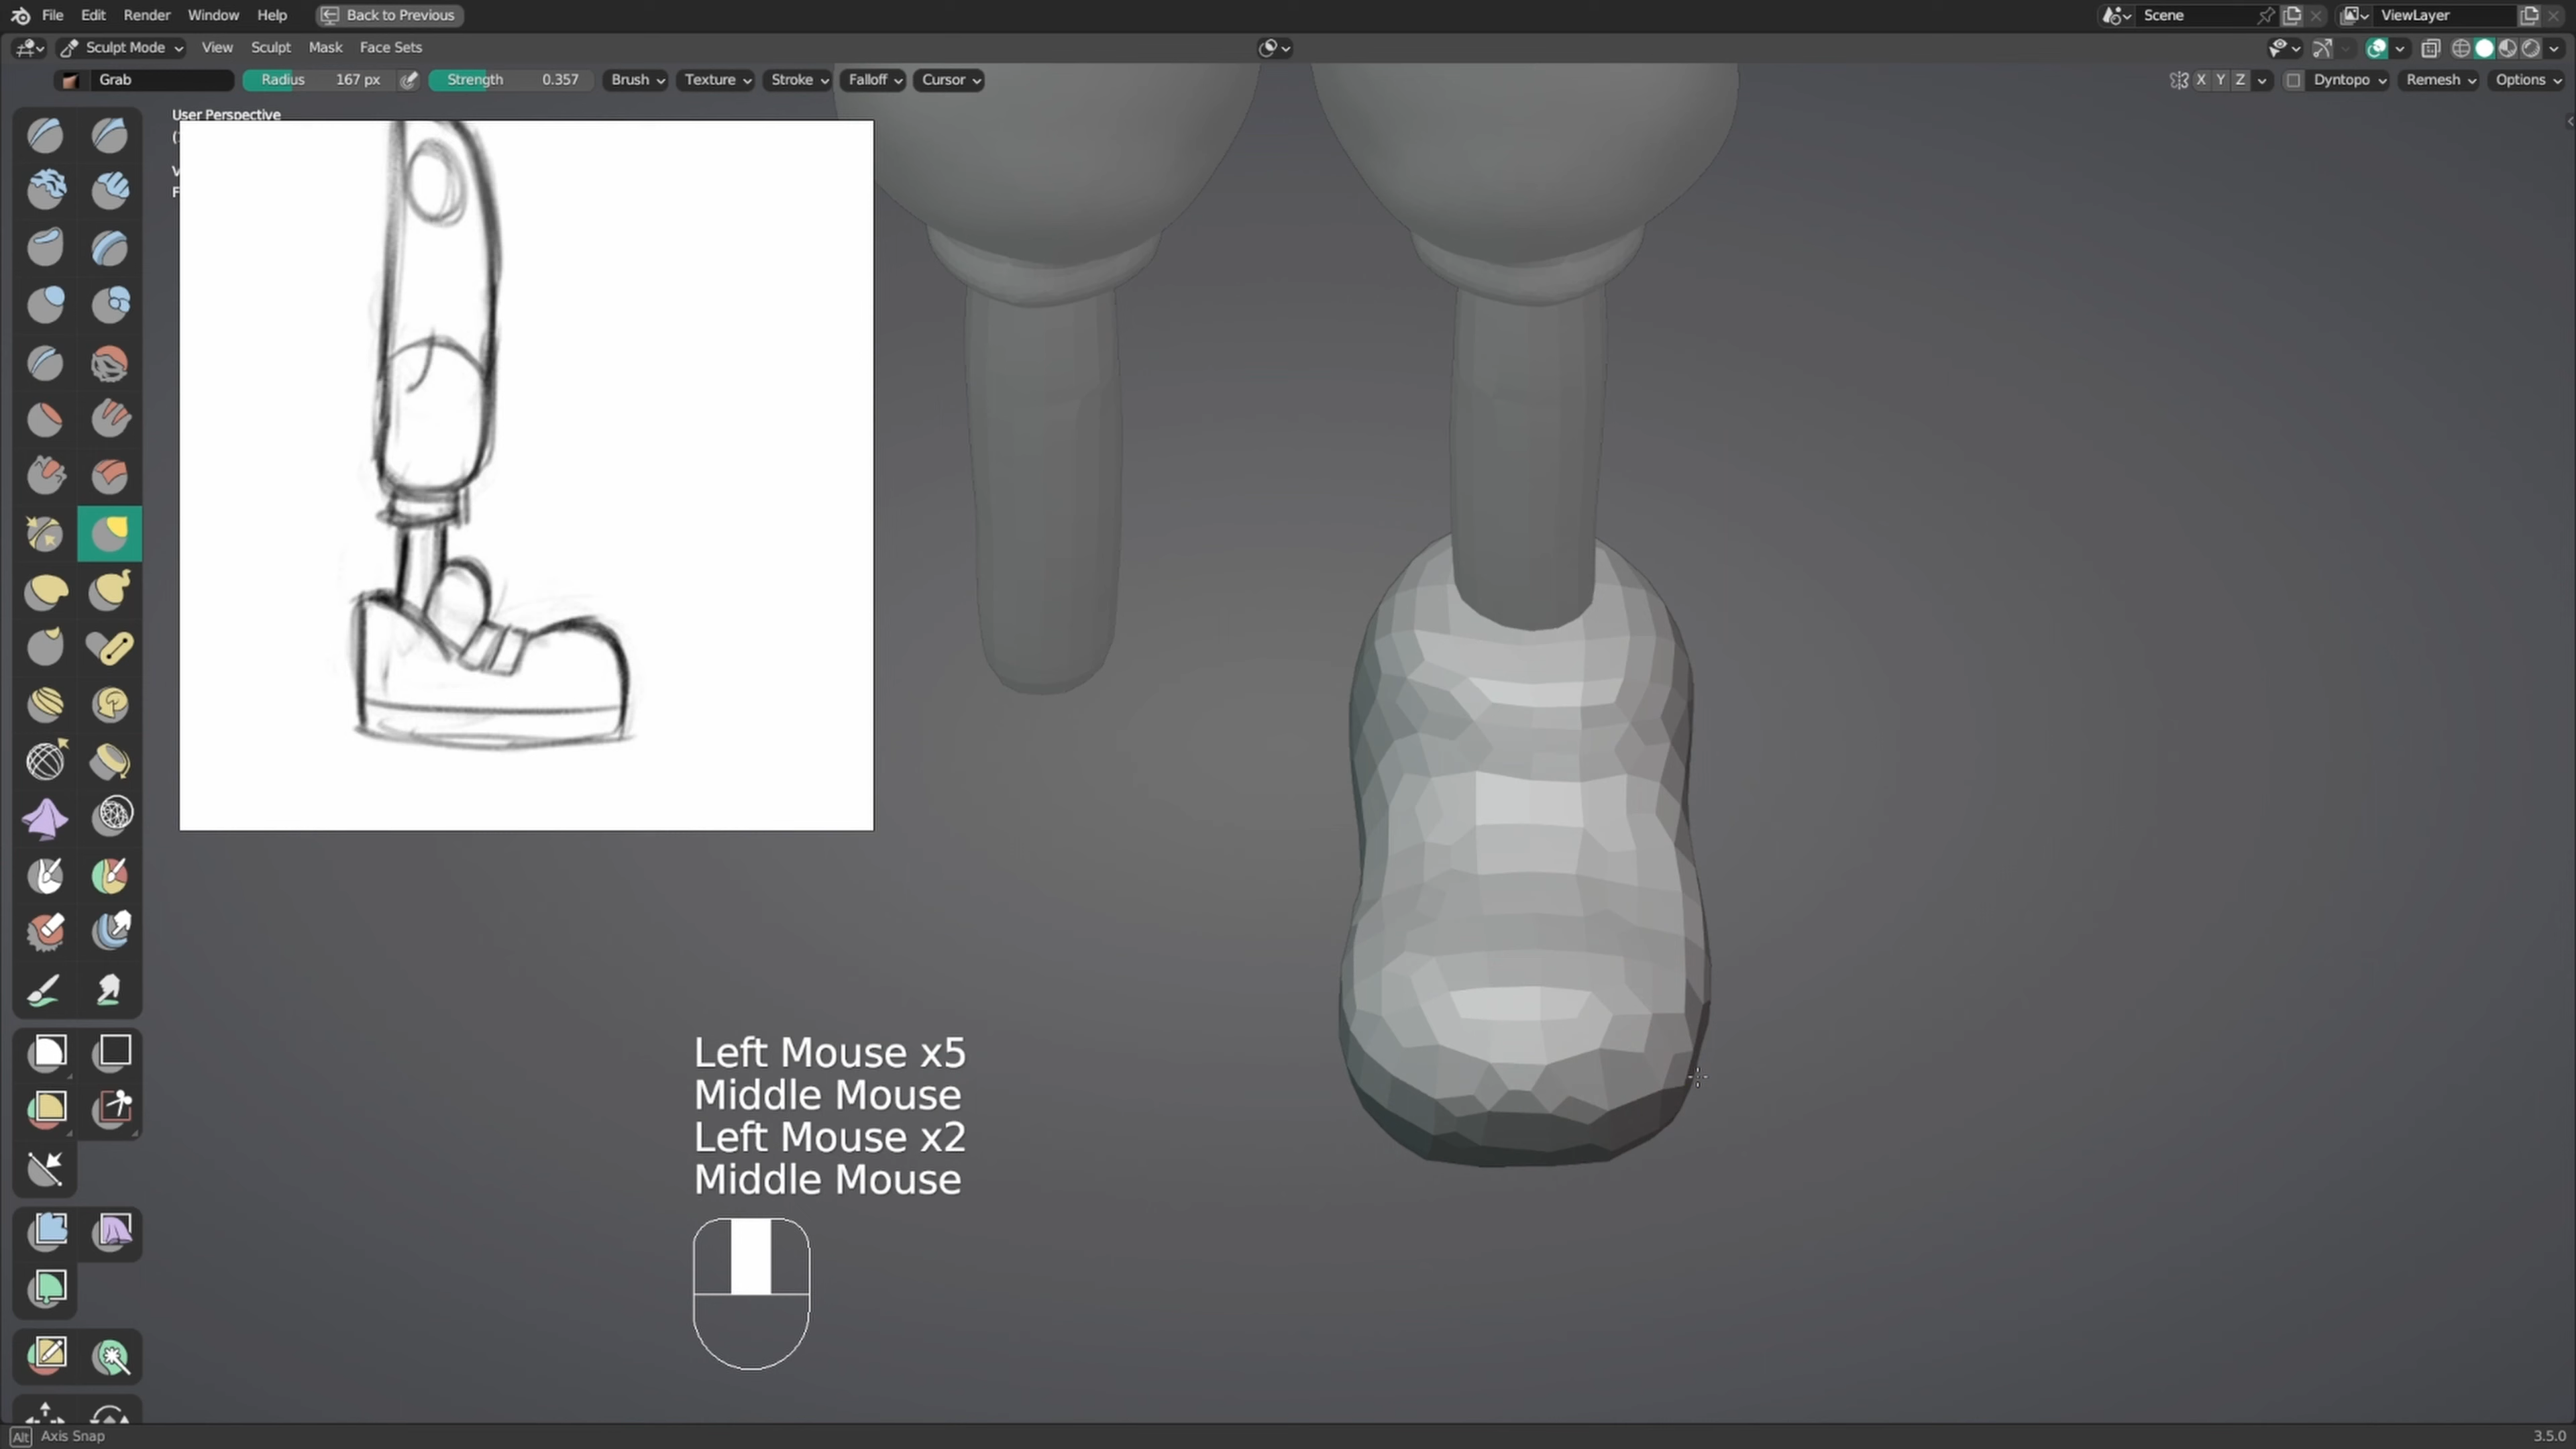 File Edit Render Window Help Back to Previous Scene ViewLayer
Sculpt Mode View Sculpt Mask Face Sets
Grab Radius 167 px Strength 0.357 Brush Texture Stroke Falloff Cursor X Y Z Dyntopo Remesh Options
User Perspective
(
V
F
Left Mouse x5
Middle Mouse
Left Mouse x2
Middle Mouse
Alt Axis Snap 3.5.0